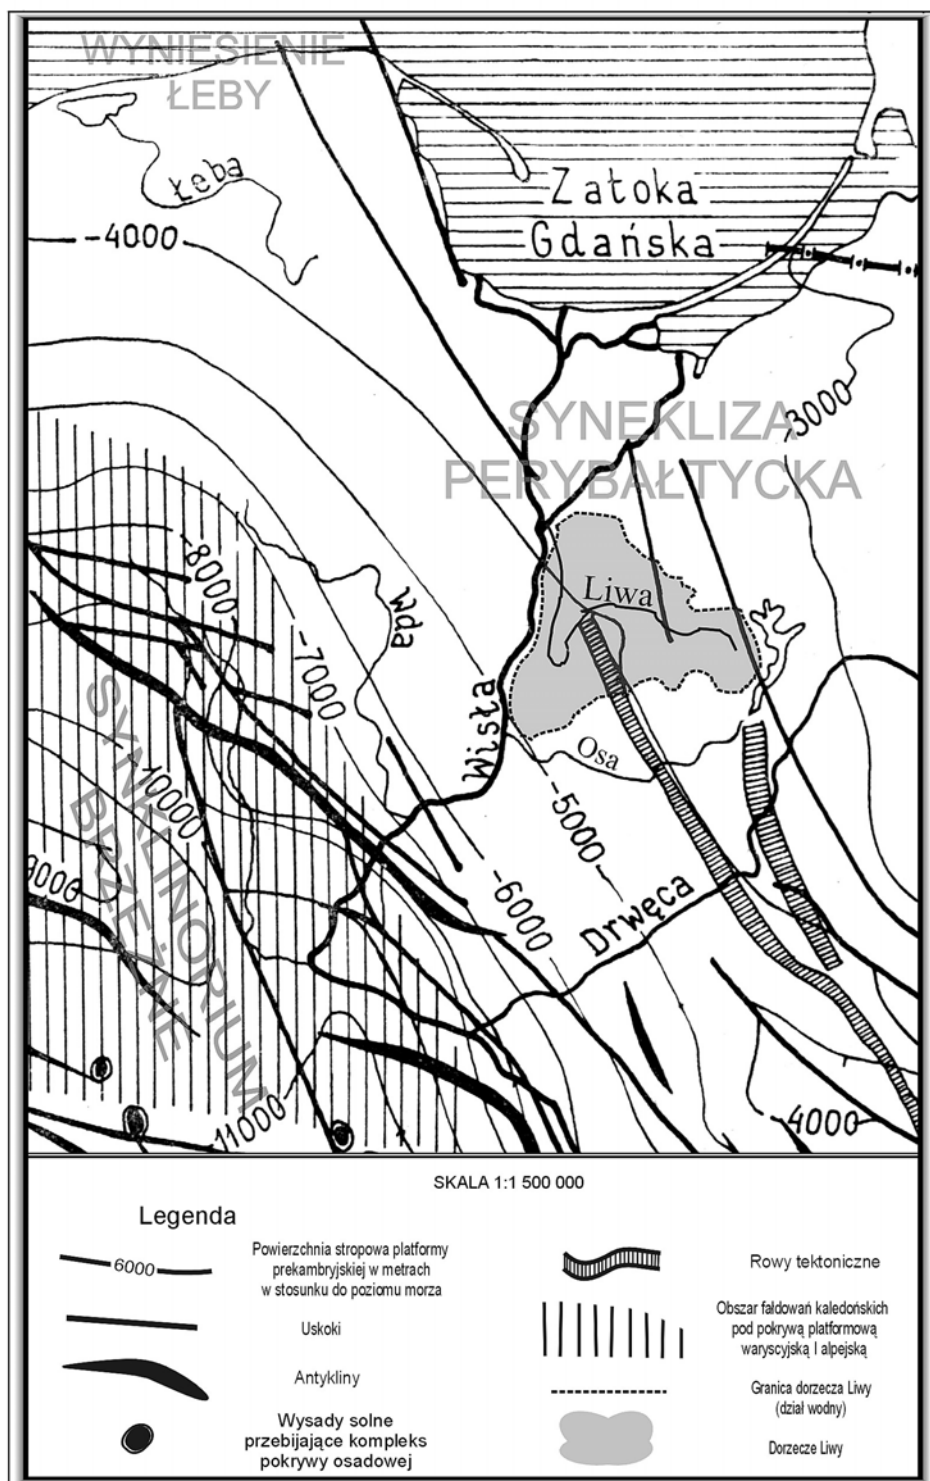 WYNIESIENIE
ŁEBY
Łeba
Zatoka
Gdańska
-4000
-3000
SYNEKLIZA
PERYBAŁTYCKA
-8000
Wda
Liwa
-7000
Wisła
Osa
SYNKLINORIUM
BRZEŻNE
-10000
-5000
9000
-6000
Drwęca
-11000
-4000
SKALA 1:1 500 000
Legenda
6000
Powierzchnia stropowa platformy
prekambryjskiej w metrach
w stosunku do poziomu morza
Uskoki
Antykliny
Wysady solne
przebijające kompleks
pokrywy osadowej
Rowy tektoniczne
Obszar fałdowań kaledońskich
pod pokrywą platformową
waryscyjską I alpejską
Granica dorzecza Liwy
(dział wodny)
Dorzecze Liwy